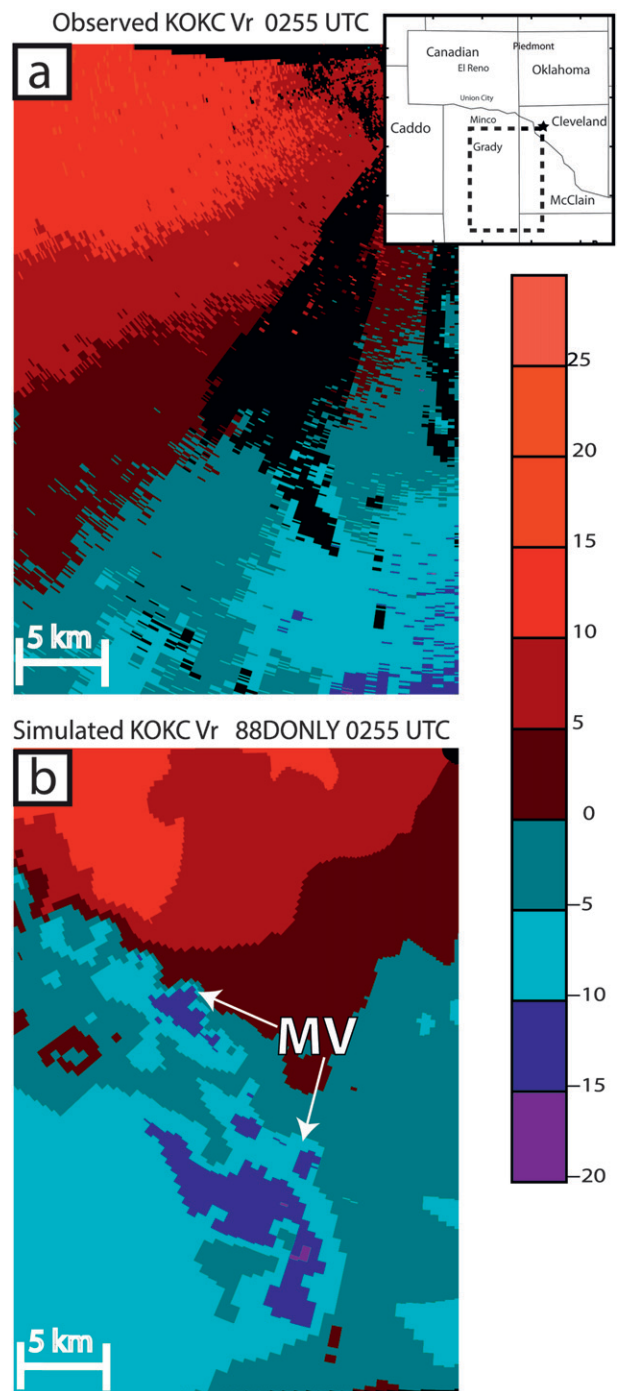 Observed KOKC Vr 0255 UTC
a
Canadian
Piedmont
El Reno
Oklahoma
Union City
Caddo
Minco
Cleveland
Grady
McClain
5 km
25
20
15
10
5
0
−5
−10
−15
−20
Simulated KOKC Vr 88DONLY 0255 UTC
b
MV
5 km